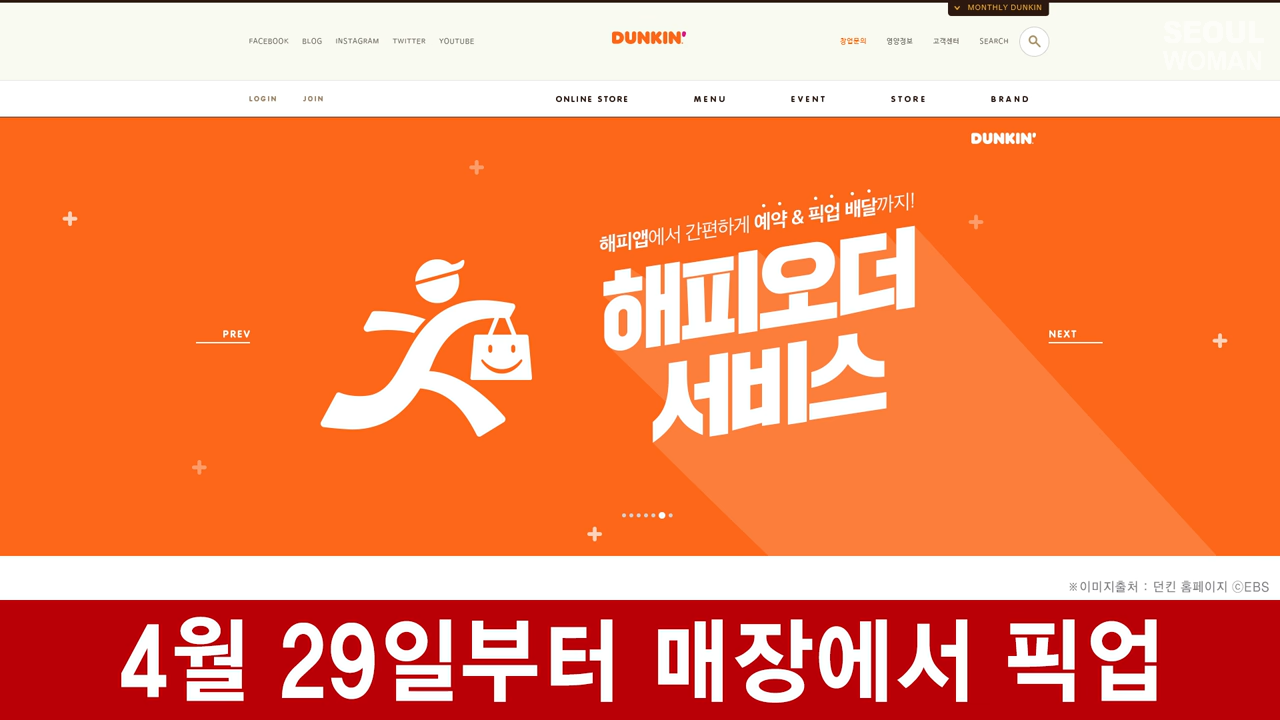 MONTHLY DUNKIN
SEOUL
WOMAN
FACEBOOK BLOG INSTAGRAM TWITTER YOUTUBE
DUNKIN'
창업문의 영양정보 고객센터 SEARCH
LOGIN JOIN
ONLINE STORE MENU EVENT STORE BRAND
DUNKIN'
해피앱에서 간편하게 예약 & 픽업 배달까지!
해피오더
서비스
PREV
NEXT
※이미지출처 : 던킨 홈페이지 ⓒEBS
4월 29일부터 매장에서 픽업